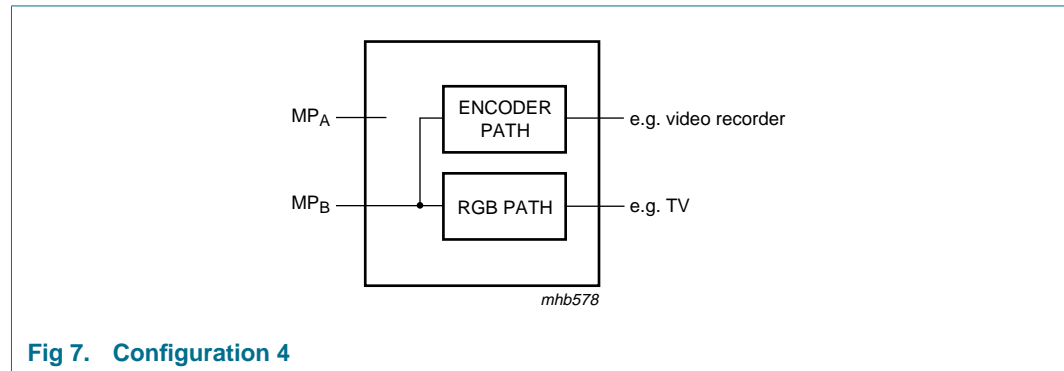 MPA
ENCODER
PATH
e.g. video recorder
MPB
RGB PATH
e.g. TV
mhb578
Fig 7. Configuration 4